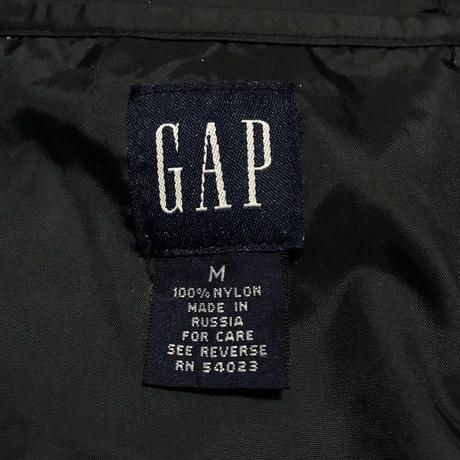 GAP
M
100% NYLON
MADE IN
RUSSIA
FOR CARE
SEE REVERSE
RN 54023